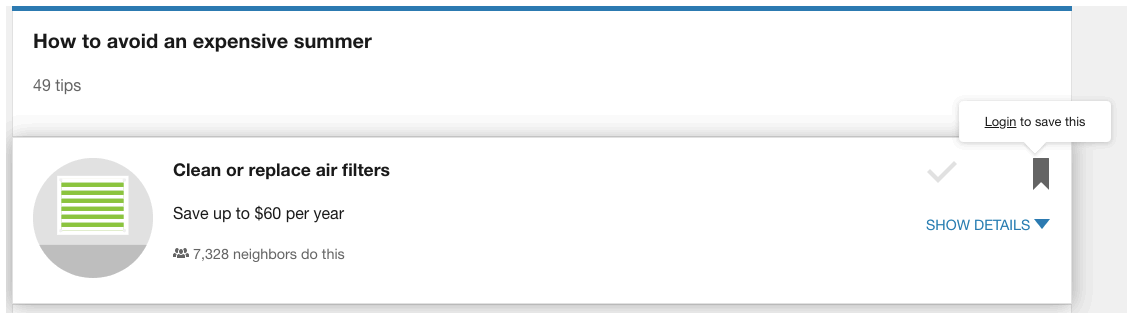 How to avoid an expensive summer
49 tips
Login to save this
Clean or replace air filters
Save up to $60 per year
SHOW DETAILS
7,328 neighbors do this